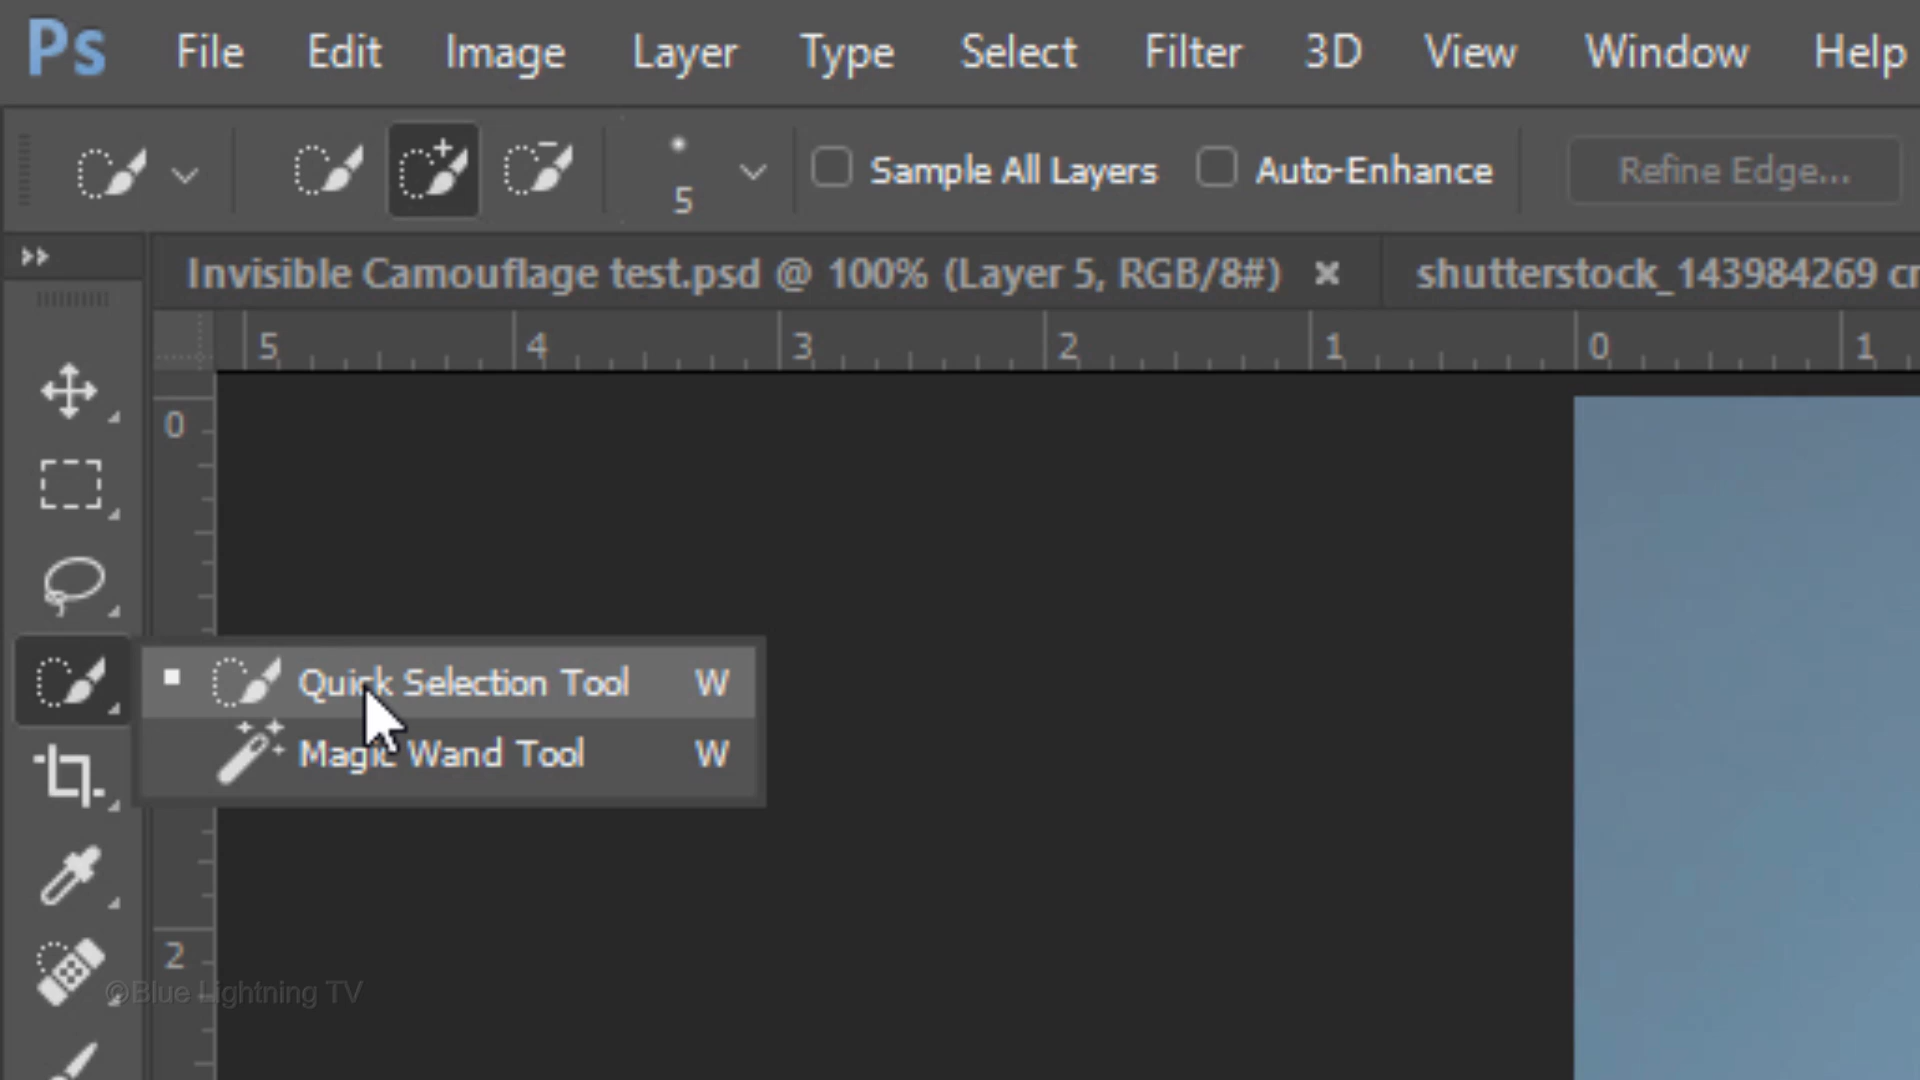 Ps File Edit Image Layer Type Select Filter 3D View Window Help
5 Sample All Layers Auto-Enhance Refine Edge...
Invisible Camouflage test.psd @ 100% (Layer 5, RGB/8#) shutterstock_143984269
5 4 3 2 1 0 1
0
Quick Selection Tool W
Magic Wand Tool W
2
©Blue Lightning TV